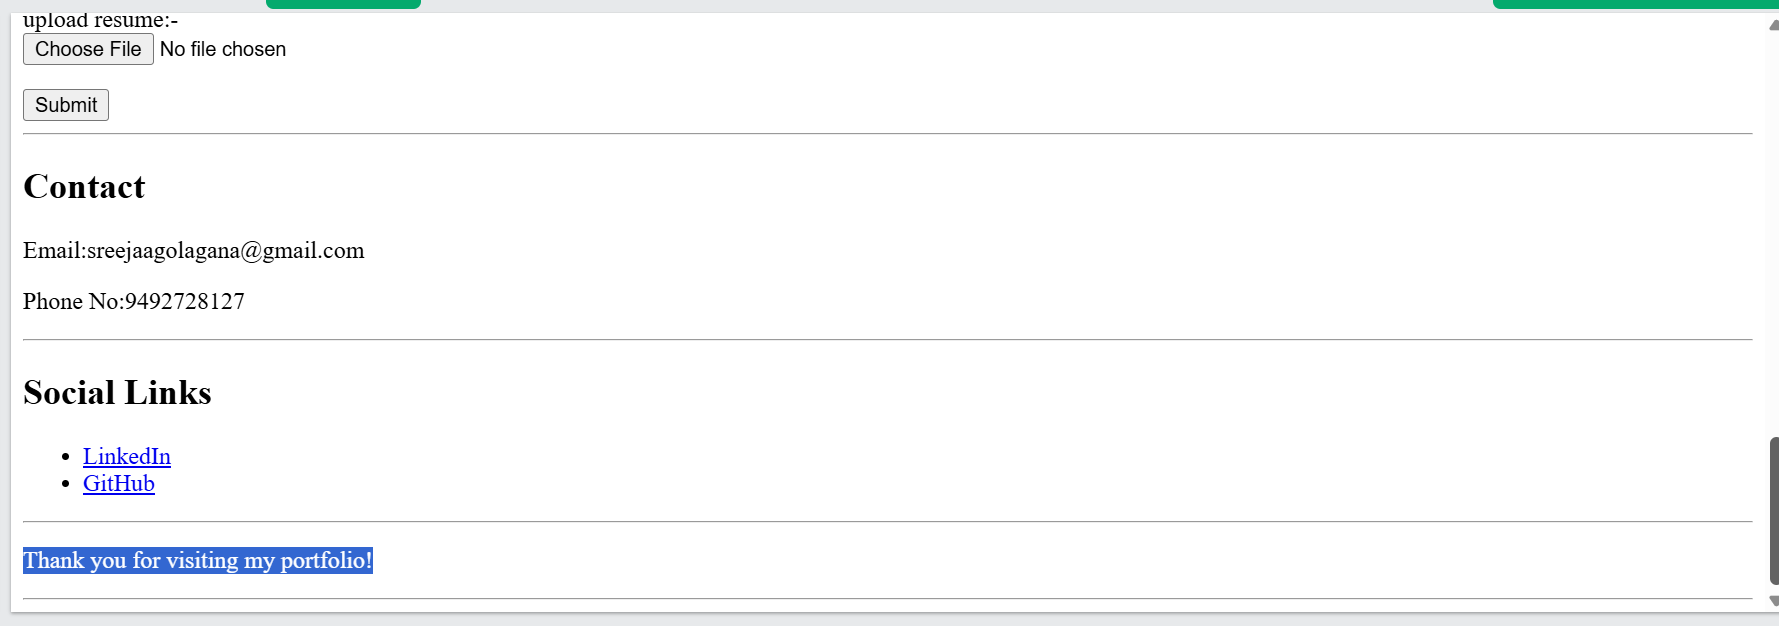 upload resume:-
Choose File No file chosen
Submit
Contact
Email:sreejaagolagana@gmail.com
Phone No:9492728127
Social Links
LinkedIn
GitHub
Thank you for visiting my portfolio!